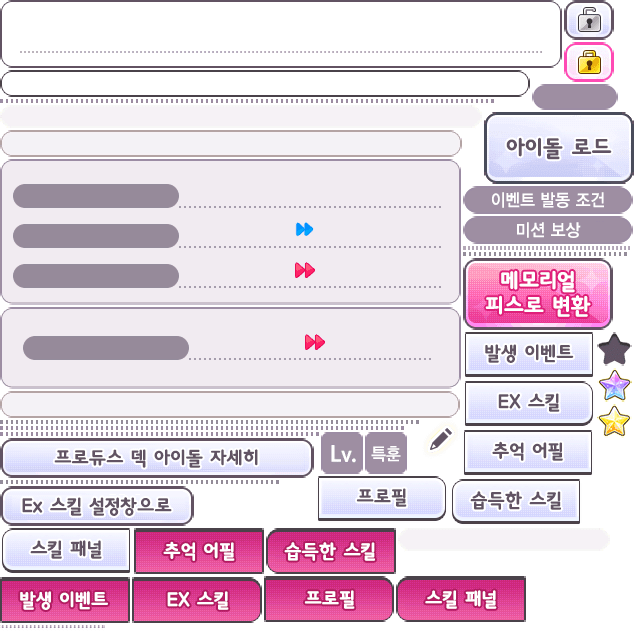 아이돌 로드
이벤트 발동 조건
미션 보상
메모리얼
피스로 변환
발생 이벤트
EX 스킬
추억 어필
프로듀스 덱 아이돌 자세히
Lv.
특훈
Ex 스킬 설정창으로
프로필
습득한 스킬
스킬 패널
추억 어필
습득한 스킬
발생 이벤트
EX 스킬
프로필
스킬 패널